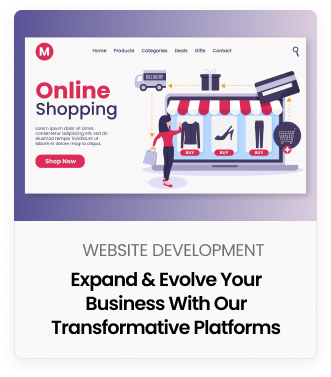 M
Home Products Categories Deals Gifts Contact
DELIVERY
Online
Shopping
Lorem ipsum dolor sit amet,
consectetur adipiscing elit, sed do
eiusmod tempor incididunt ut
labore et dolore magna aliqua.
Shop Now
BUY BUY BUY
WEBSITE DEVELOPMENT
Expand & Evolve Your
Business With Our
Transformative Platforms